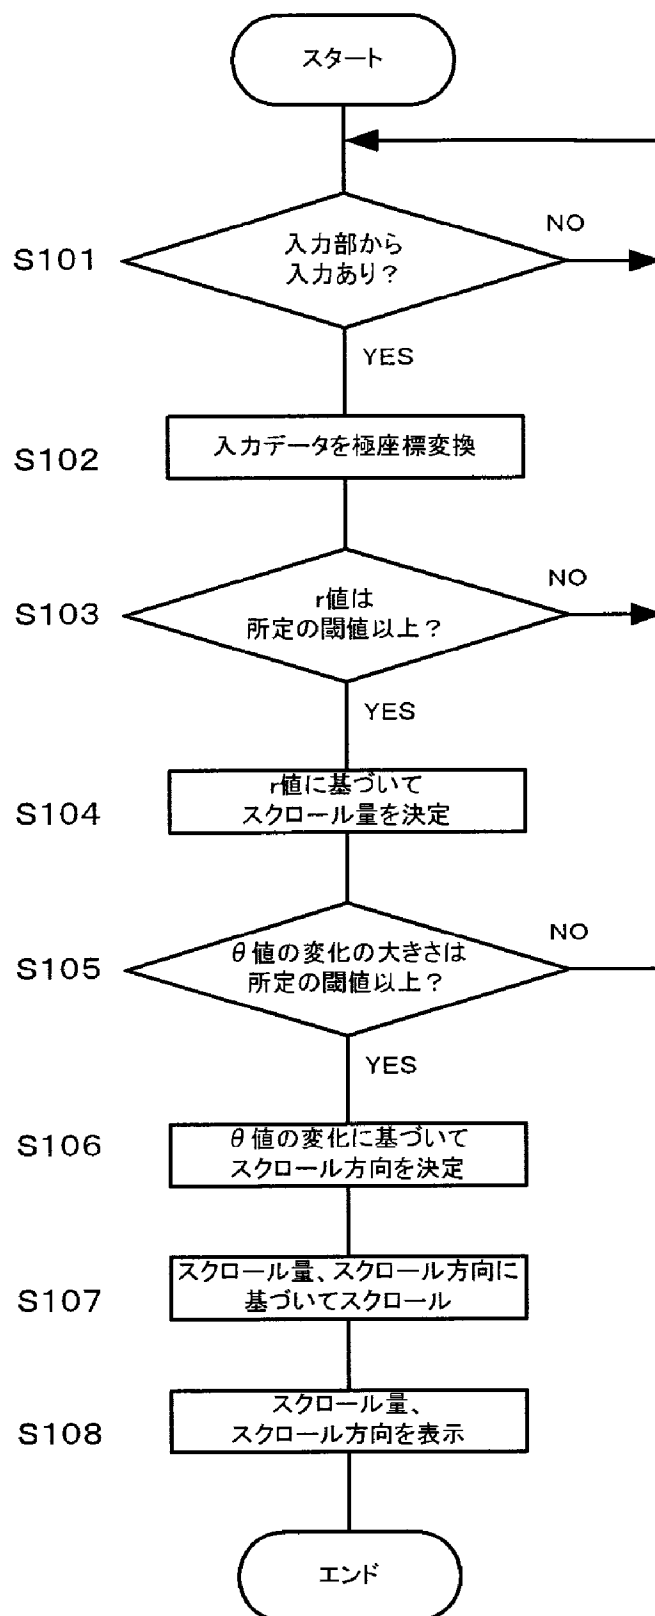 スタート
S101
入力部から
入力あり?
NO
YES
S102
入力データを極座標変換
S103
r値は
所定の閾値以上?
NO
YES
S104
r値に基づいて
スクロール量を決定
S105
θ値の変化の大きさは
所定の閾値以上?
NO
YES
S106
θ値の変化に基づいて
スクロール方向を決定
S107
スクロール量、スクロール方向に
基づいてスクロール
S108
スクロール量、
スクロール方向を表示
エンド